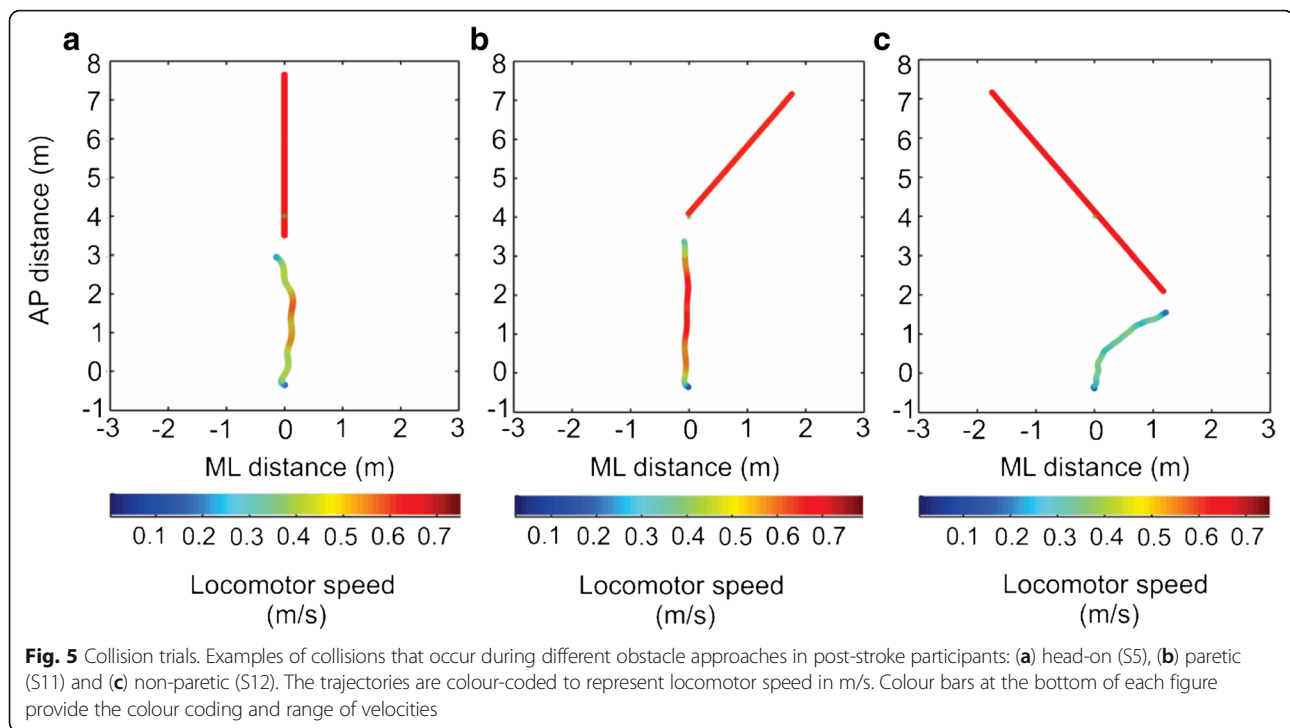 a
b
c
8
7
6
5
4
3
2
1
0
-1
AP distance (m)
-3 -2 -1 0 1 2 3
ML distance (m)
0.1 0.2 0.3 0.4 0.5 0.6 0.7
Locomotor speed
(m/s)
8
7
6
5
4
3
2
1
0
-1
-3 -2 -1 0 1 2 3
ML distance (m)
0.1 0.2 0.3 0.4 0.5 0.6 0.7
Locomotor speed
(m/s)
8
7
6
5
4
3
2
1
0
-1
-3 -2 -1 0 1 2 3
ML distance (m)
0.1 0.2 0.3 0.4 0.5 0.6 0.7
Locomotor speed
(m/s)
Fig. 5 Collision trials. Examples of collisions that occur during different obstacle approaches in post-stroke participants: (a) head-on (S5), (b) paretic
(S11) and (c) non-paretic (S12). The trajectories are colour-coded to represent locomotor speed in m/s. Colour bars at the bottom of each figure
provide the colour coding and range of velocities